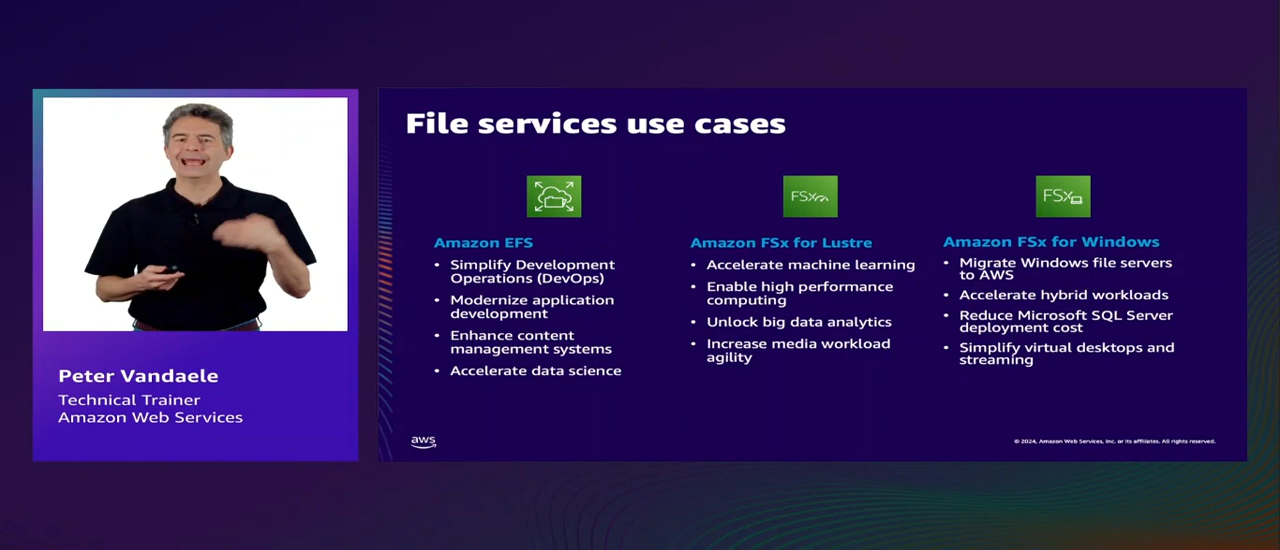 File services use cases
FSx
FSx
Amazon EFS
• Simplify Development
Operations (DevOps)
• Modernize application
development
• Enhance content
management systems
• Accelerate data science
Amazon FSx for Lustre
• Accelerate machine learning
• Enable high performance
computing
• Unlock big data analytics
• Increase media workload
agility
Amazon FSx for Windows
• Migrate Windows file servers
to AWS
• Accelerate hybrid workloads
• Reduce Microsoft SQL Server
deployment cost
• Simplify virtual desktops and
streaming
Peter Vandaele
Technical Trainer
Amazon Web Services
aws
© 2024, Amazon Web Services, Inc. or its affiliates. All rights reserved.